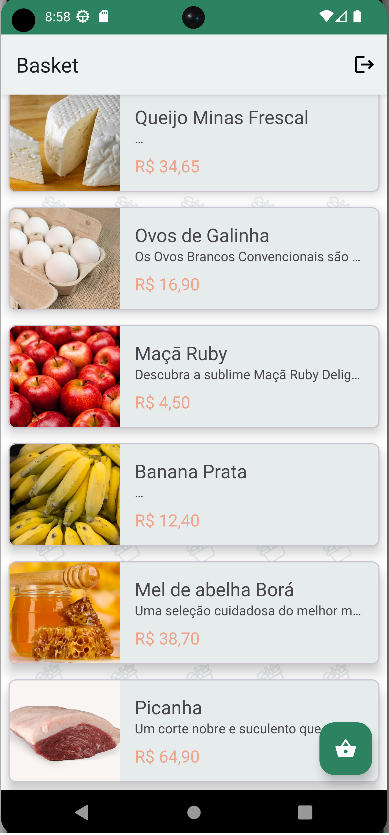 8:58
Basket
Queijo Minas Frescal
...
R$ 34,65
Ovos de Galinha
Os Ovos Brancos Convencionais são ...
R$ 16,90
Maçã Ruby
Descubra a sublime Maçã Ruby Delig...
R$ 4,50
Banana Prata
...
R$ 12,40
Mel de abelha Borá
Uma seleção cuidadosa do melhor m...
R$ 38,70
Picanha
Um corte nobre e suculento que
R$ 64,90